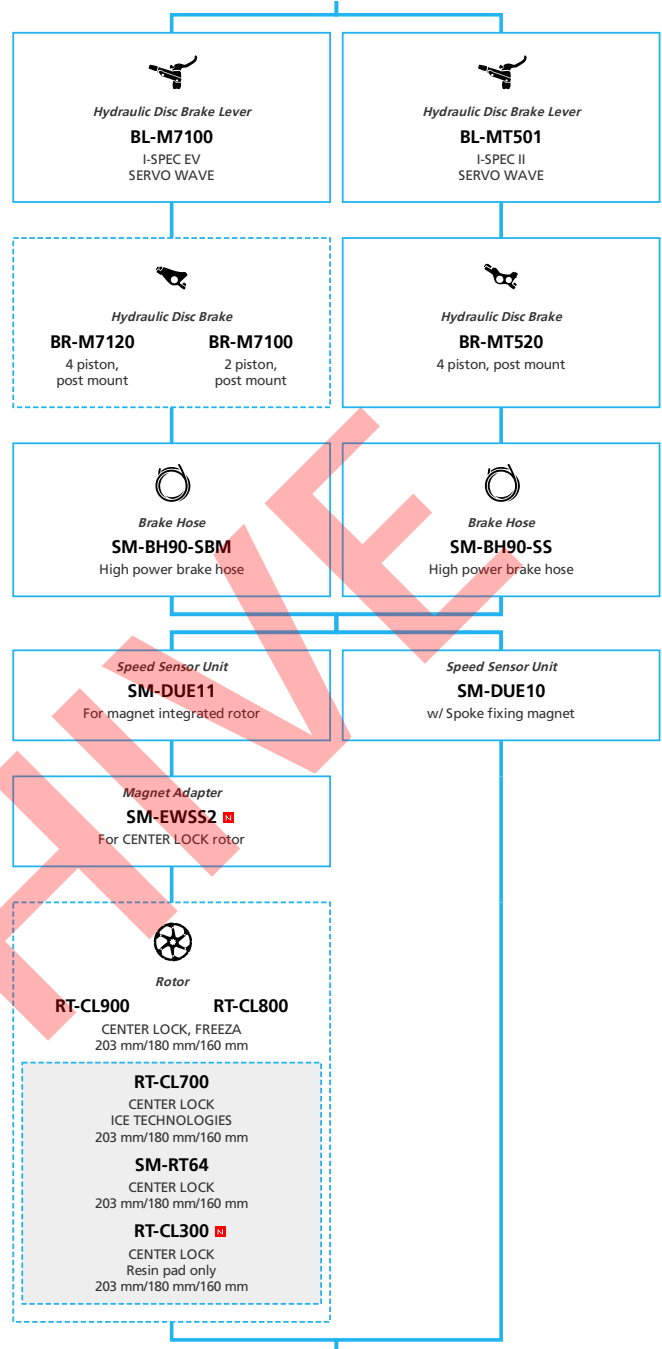 Hydraulic Disc Brake Lever
BL-M7100
I-SPEC EV
SERVO WAVE
Hydraulic Disc Brake Lever
BL-MT501
I-SPEC II
SERVO WAVE
Hydraulic Disc Brake
BR-M7120
4 piston,
post mount
BR-M7100
2 piston,
post mount
Hydraulic Disc Brake
BR-MT520
4 piston, post mount
Brake Hose
SM-BH90-SBM
High power brake hose
Brake Hose
SM-BH90-SS
High power brake hose
Speed Sensor Unit
SM-DUE11
For magnet integrated rotor
Speed Sensor Unit
SM-DUE10
w/ Spoke fixing magnet
Magnet Adapter
SM-EWSS2 N
For CENTER LOCK rotor
Rotor
RT-CL900 RT-CL800
CENTER LOCK, FREEZA
203 mm/180 mm/160 mm
RT-CL700
CENTER LOCK
ICE TECHNOLOGIES
203 mm/180 mm/160 mm
SM-RT64
CENTER LOCK
203 mm/180 mm/160 mm
RT-CL300 N
CENTER LOCK
Resin pad only
203 mm/180 mm/160 mm
HIVE